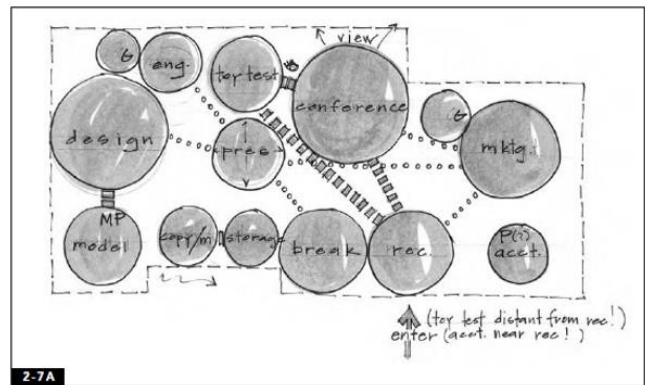 view
G
eng.
toy test
conference
G
design
pres
mktg.
MP
model
copy/m
storage
break
rec.
P(?)
acct.
(toy test distant from rec!)
enter (acct. near rec!)
2-7A